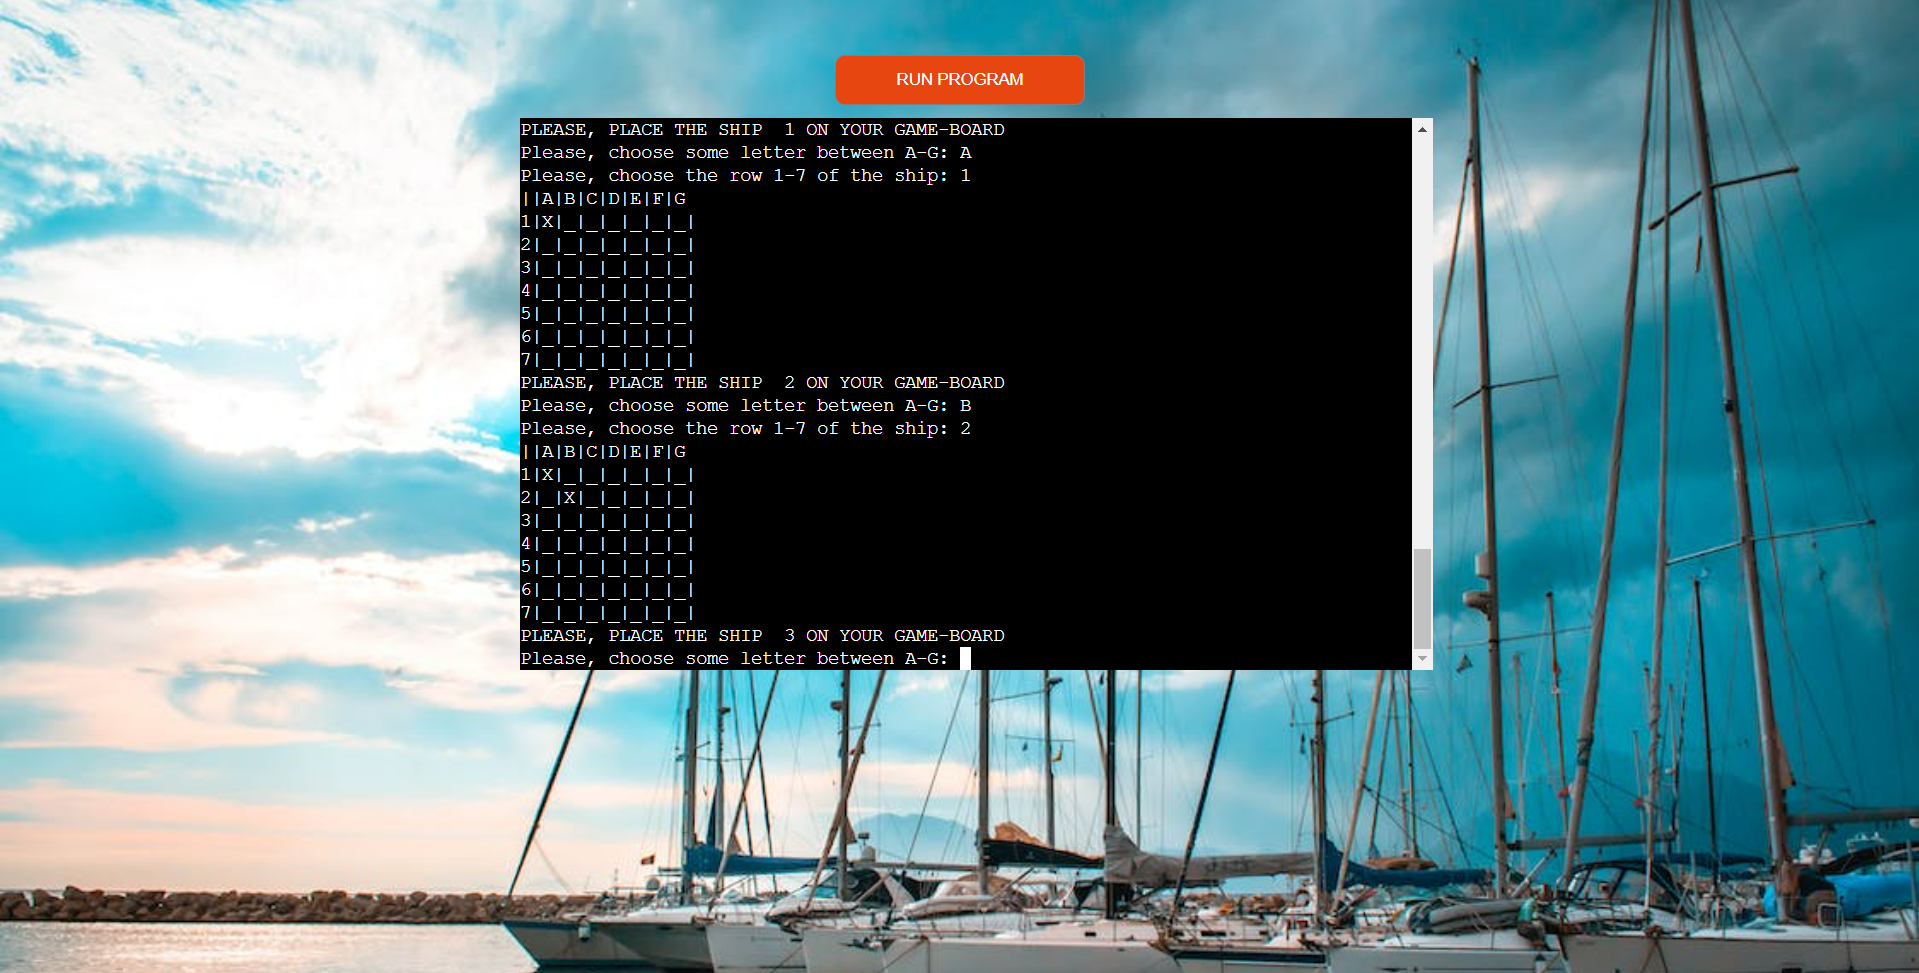 RUN PROGRAM
PLEASE, PLACE THE SHIP  1 ON YOUR GAME-BOARD
Please, choose some letter between A-G: A
Please, choose the row 1-7 of the ship: 1
||A|B|C|D|E|F|G
1|X|_|_|_|_|_|_|
2|_|_|_|_|_|_|_|
3|_|_|_|_|_|_|_|
4|_|_|_|_|_|_|_|
5|_|_|_|_|_|_|_|
6|_|_|_|_|_|_|_|
7|_|_|_|_|_|_|_|
PLEASE, PLACE THE SHIP  2 ON YOUR GAME-BOARD
Please, choose some letter between A-G: B
Please, choose the row 1-7 of the ship: 2
||A|B|C|D|E|F|G
1|X|_|_|_|_|_|_|
2|_|X|_|_|_|_|_|
3|_|_|_|_|_|_|_|
4|_|_|_|_|_|_|_|
5|_|_|_|_|_|_|_|
6|_|_|_|_|_|_|_|
7|_|_|_|_|_|_|_|
PLEASE, PLACE THE SHIP  3 ON YOUR GAME-BOARD
Please, choose some letter between A-G: